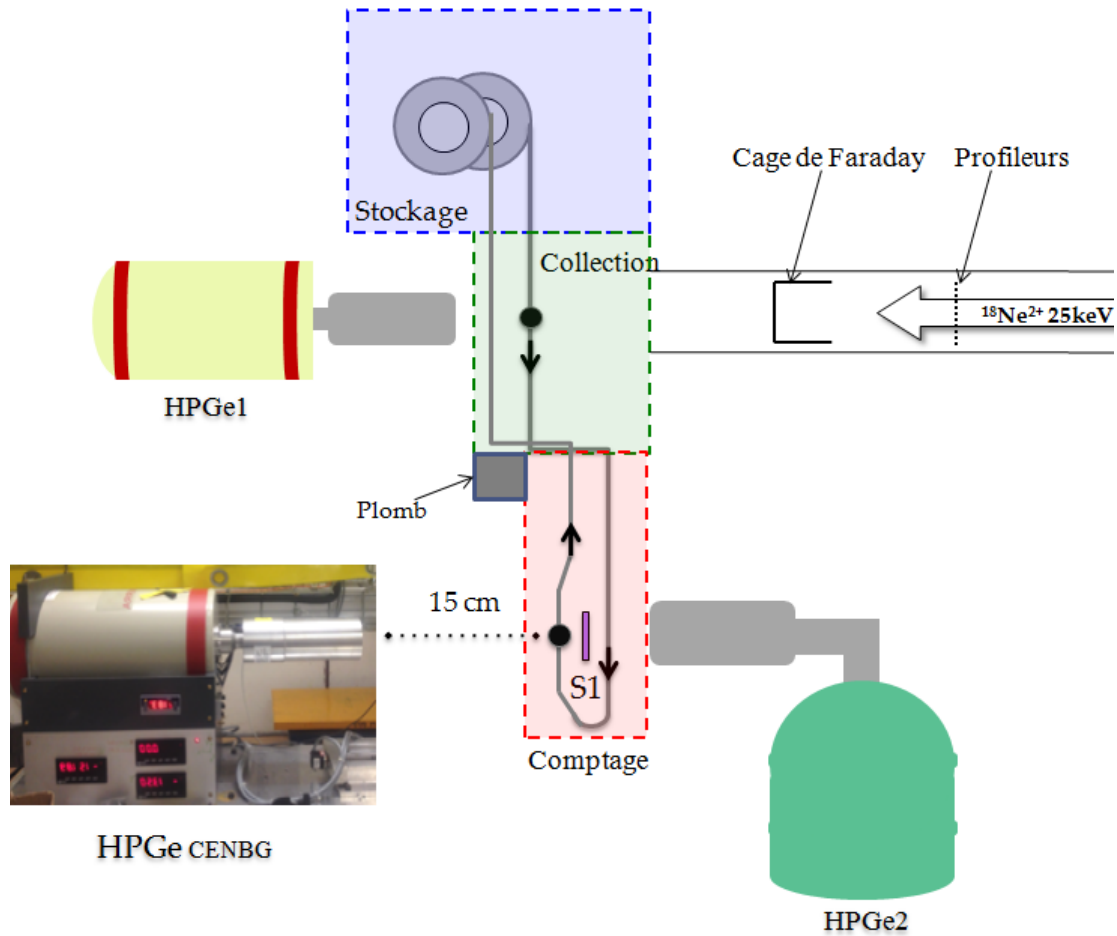 Stockage
Cage de Faraday
Profileurs
Collection
¹⁸Ne²⁺ 25keV
HPGe1
Plomb
15 cm
S1
Comptage
HPGe CENBG
HPGe2